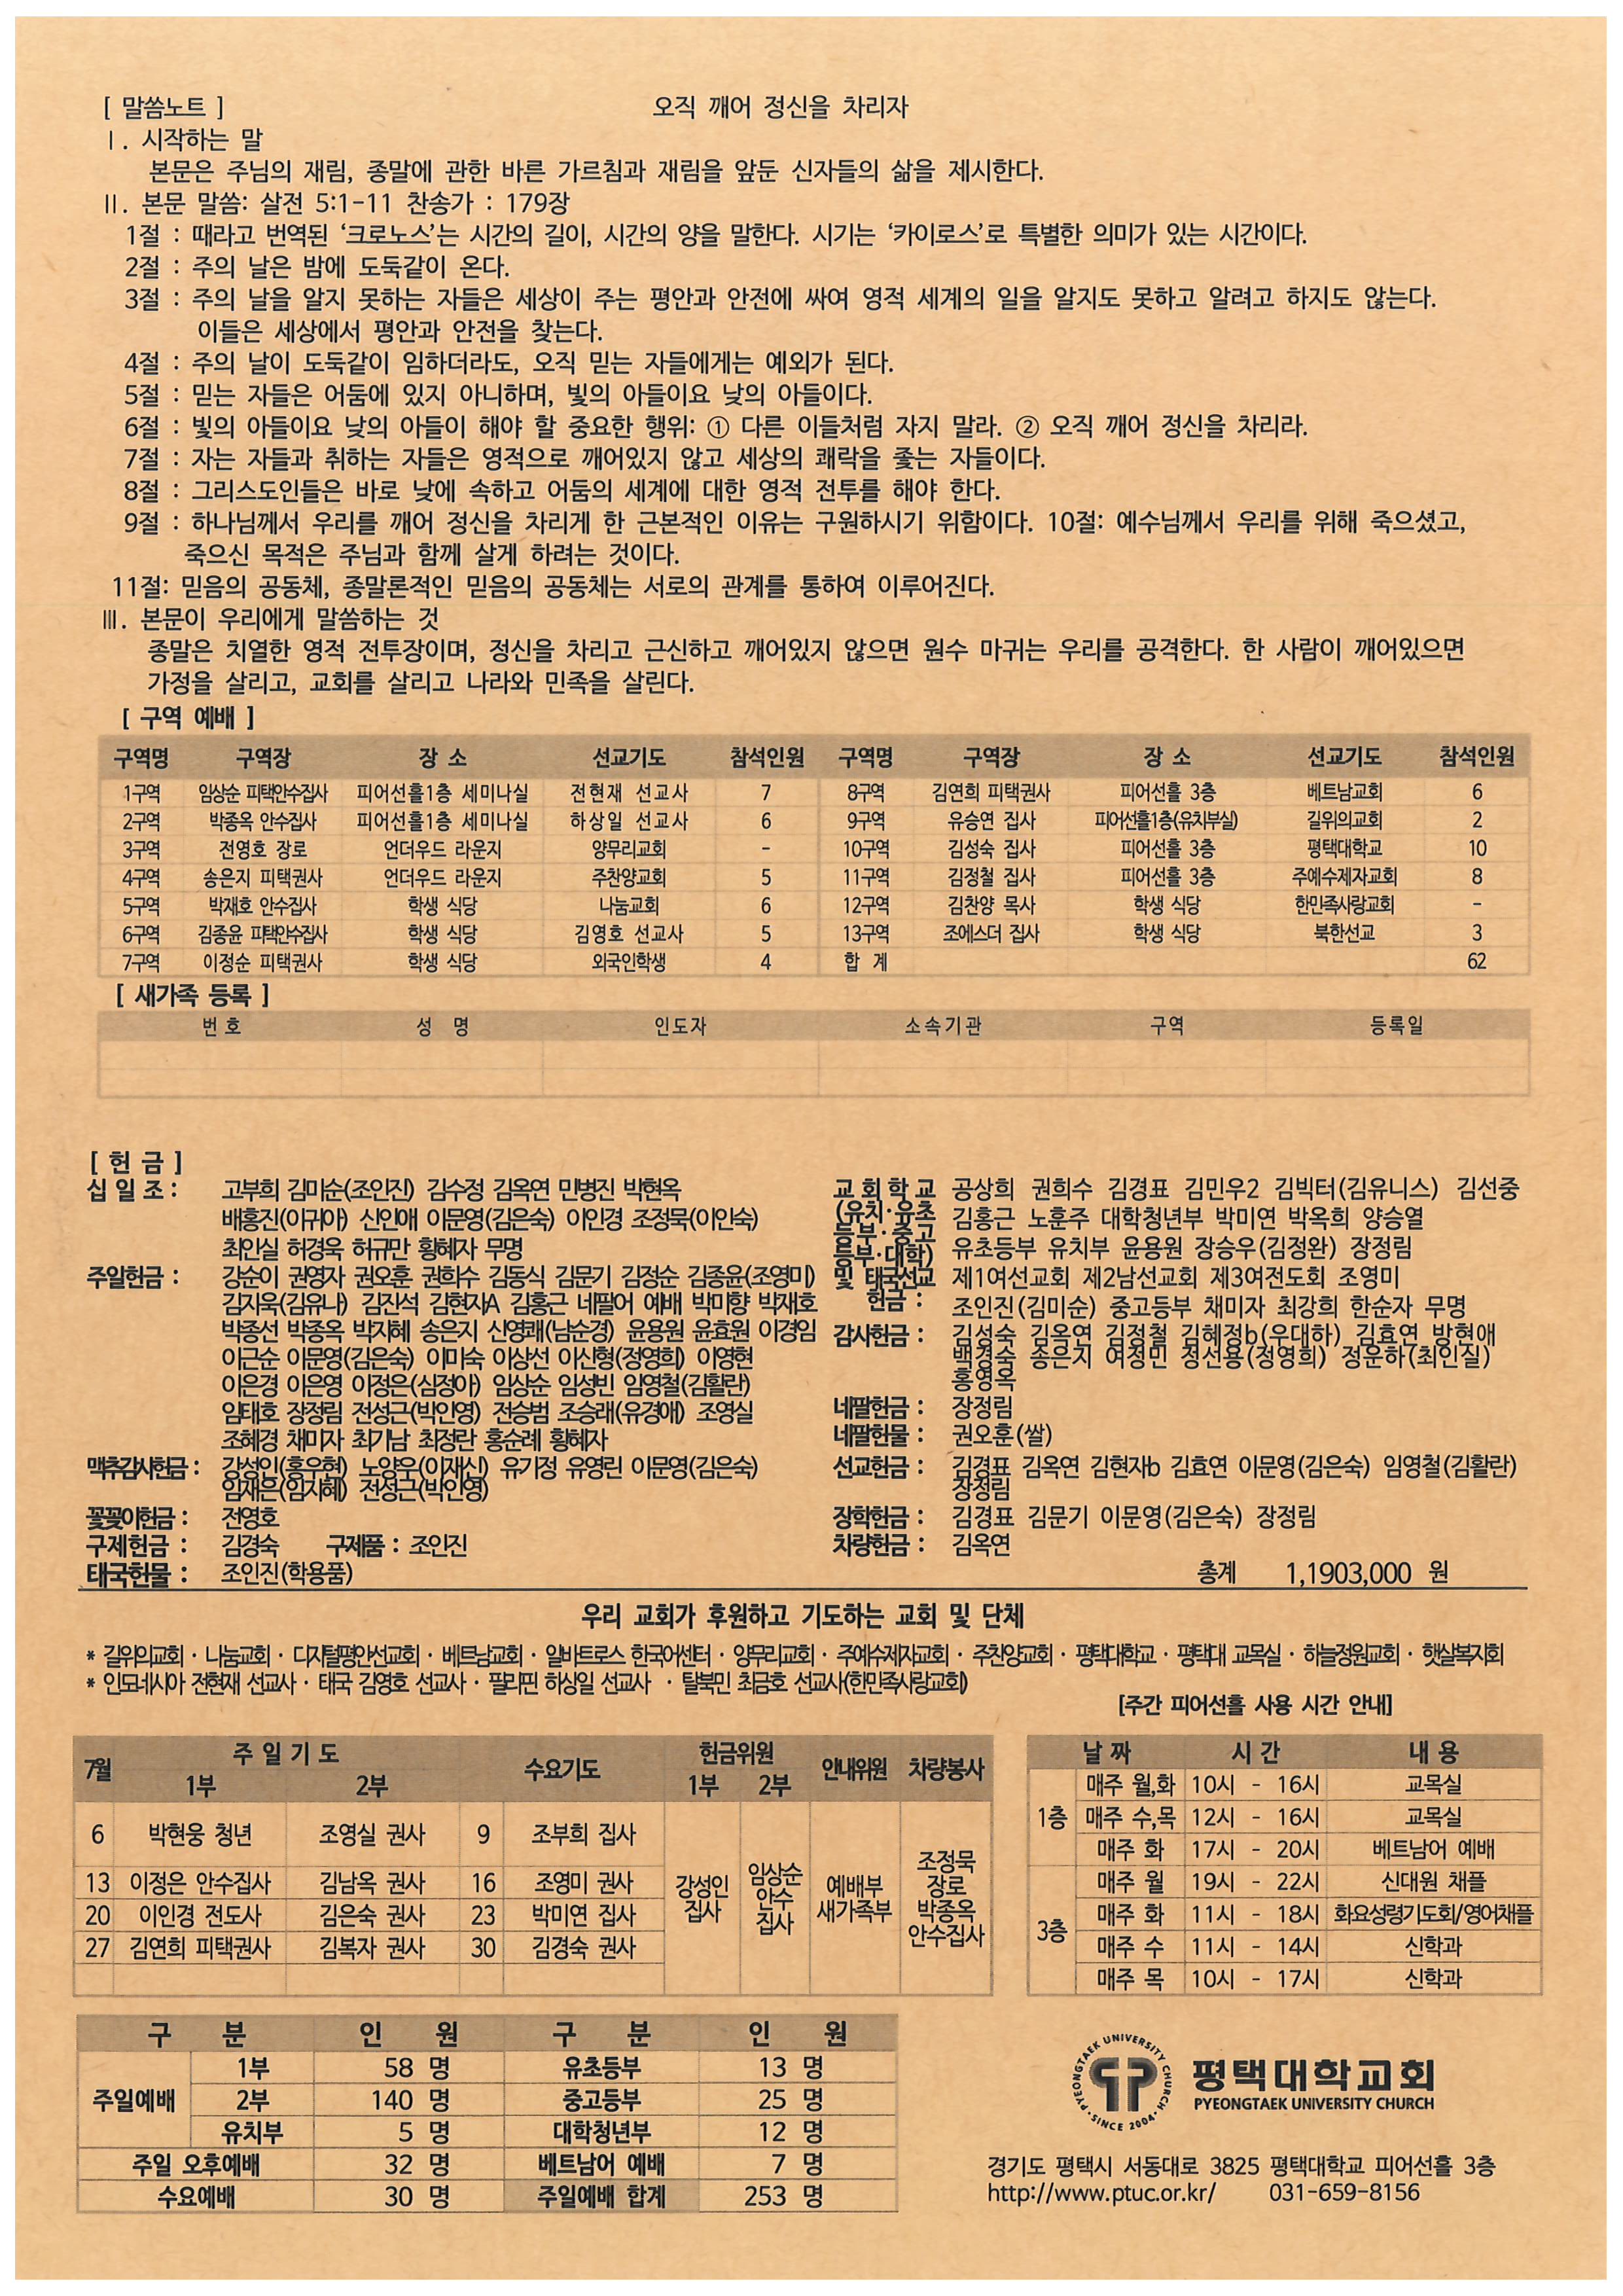 [ 말씀노트 ] 오직 깨어 정신을 차리자
Ⅰ. 시작하는 말
본문은 주님의 재림, 종말에 관한 바른 가르침과 재림을 앞둔 신자들의 삶을 제시한다.
Ⅱ. 본문 말씀: 살전 5:1-11 찬송가 : 179장
1절 : 때라고 번역된 ‘크로노스’는 시간의 길이, 시간의 양을 말한다. 시기는 ‘카이로스’로 특별한 의미가 있는 시간이다.
2절 : 주의 날은 밤에 도둑같이 온다.
3절 : 주의 날을 알지 못하는 자들은 세상이 주는 평안과 안전에 싸여 영적 세계의 일을 알지도 못하고 알려고 하지도 않는다.
이들은 세상에서 평안과 안전을 찾는다.
4절 : 주의 날이 도둑같이 임하더라도, 오직 믿는 자들에게는 예외가 된다.
5절 : 믿는 자들은 어둠에 있지 아니하며, 빛의 아들이요 낮의 아들이다.
6절 : 빛의 아들이요 낮의 아들이 해야 할 중요한 행위: ① 다른 이들처럼 자지 말라. ② 오직 깨어 정신을 차리라.
7절 : 자는 자들과 취하는 자들은 영적으로 깨어있지 않고 세상의 쾌락을 좇는 자들이다.
8절 : 그리스도인들은 바로 낮에 속하고 어둠의 세계에 대한 영적 전투를 해야 한다.
9절 : 하나님께서 우리를 깨어 정신을 차리게 한 근본적인 이유는 구원하시기 위함이다. 10절: 예수님께서 우리를 위해 죽으셨고,
죽으신 목적은 주님과 함께 살게 하려는 것이다.
11절: 믿음의 공동체, 종말론적인 믿음의 공동체는 서로의 관계를 통하여 이루어진다.
Ⅲ. 본문이 우리에게 말씀하는 것
종말은 치열한 영적 전투장이며, 정신을 차리고 근신하고 깨어있지 않으면 원수 마귀는 우리를 공격한다. 한 사람이 깨어있으면
가정을 살리고, 교회를 살리고 나라와 민족을 살린다.
[ 구역 예배 ]
구역명 구역장 장 소 선교기도 참석인원 구역명 구역장 장 소 선교기도 참석인원
1구역 임상순 피택안수집사 피어선홀1층 세미나실 전현재 선교사 7 8구역 김연희 피택권사 피어선홀 3층 베트남교회 6
2구역 박종옥 안수집사 피어선홀1층 세미나실 하상일 선교사 6 9구역 유승연 집사 피어선홀1층(유치부실) 길위의교회 2
3구역 전영호 장로 언더우드 라운지 양무리교회 - 10구역 김성숙 집사 피어선홀 3층 평택대학교 10
4구역 송은지 피택권사 언더우드 라운지 주찬양교회 5 11구역 김정철 집사 피어선홀 3층 주예수제자교회 8
5구역 박재호 안수집사 학생 식당 나눔교회 6 12구역 김찬양 목사 학생 식당 한민족사랑교회 -
6구역 김종윤 피택안수집사 학생 식당 김영호 선교사 5 13구역 조에스더 집사 학생 식당 북한선교 3
7구역 이정순 피택권사 학생 식당 외국인학생 4 합 계 62
[ 새가족 등록 ]
번 호 성 명 인도자 소속기관 구역 등록일
[ 헌 금 ]
십 일 조 : 고부희 김미순(조인진) 김수정 김옥연 민병진 박현옥
배홍진(이귀아) 신인애 이문영(김은숙) 이인경 조정묵(이인숙)
최인실 허경욱 허규만 황혜자 무명
주일헌금 : 강순이 권영자 권오훈 권희수 김동식 김문기 김정순 김종윤(조영미)
김지욱(김유나) 김진석 김현자A 김홍근 네팔어 예배 박미향 박재호
박종선 박종옥 박지혜 송은지 신영쾌(남순경) 윤용원 윤효원 이경임
이근순 이문영(김은숙) 이미숙 이상선 이신형(정영희) 이영현
이은경 이은영 이정은(심정아) 임상순 임성빈 임영철(김활란)
임태호 장정림 전성근(박인영) 전승범 조승래(유경애) 조영실
조혜경 채미자 최기남 최정란 홍순례 황혜자
맥추감사헌금 : 강성인(홍우현) 노양욱(이재신) 유기정 유영린 이문영(김은숙)
임재은(임지혜) 전성근(박인영)
꽃꽂이헌금 : 전영호
구제헌금 : 김경숙 구제품 : 조인진
태국헌물 : 조인진(학용품)
교 회 학 교 공상희 권희수 김경표 김민우2 김빅터(김유니스) 김선중
(유치·유초 김홍근 노훈주 대학청년부 박미연 박옥희 양승열
등부·중고
등부·대학) 유초등부 유치부 윤용원 장승우(김정완) 장정림
및 태국선교 제1여선교회 제2남선교회 제3여전도회 조영미
헌금 : 조인진(김미순) 중고등부 채미자 최강희 한순자 무명
감사헌금 : 김성숙 김옥연 김정철 김혜정b(우대하) 김효연 방현애
백경숙 송은지 여정민 정선용(정영희) 정운하(최인실)
홍영옥
네팔헌금 : 장정림
네팔헌물 : 권오훈(쌀)
선교헌금 : 김경표 김옥연 김현재b 김효연 이문영(김은숙) 임영철(김활란)
장정림
장학헌금 : 김경표 김문기 이문영(김은숙) 장정림
차량헌금 : 김옥연
총계 1,1903,000 원
우리 교회가 후원하고 기도하는 교회 및 단체
* 길위의교회 · 나눔교회 · 디지털평안선교회 · 베트남교회 · 알바트로스 한국어센터 · 양무리교회 · 주예수제자교회 · 주찬양교회 · 평택대학교 · 평택대 교목실 · 하늘정원교회 · 햇살복지회
* 인도네시아 전현재 선교사 · 태국 김영호 선교사 · 필리핀 하상일 선교사 · 탈북민 최금호 선교사(한민족사랑교회)
[주간 피어선홀 사용 시간 안내]
7월 주 일 기 도 수요기도 헌금위원 안내위원 차량봉사
1부 2부 1부 2부
6 박현웅 청년 조영실 권사 9 조부희 집사
13 이정은 안수집사 김남옥 권사 16 조영미 권사
20 이인경 전도사 김은숙 권사 23 박미연 집사
27 김연희 피택권사 김복자 권사 30 김경숙 권사
강성인
집사
임상순
안수
집사
예배부
새가족부
조정묵
장로
박종옥
안수집사
날 짜 시 간 내 용
1층 매주 월,화 10시 - 16시 교목실
매주 수,목 12시 - 16시 교목실
매주 화 17시 - 20시 베트남어 예배
3층 매주 월 19시 - 22시 신대원 채플
매주 화 11시 - 18시 화요성령기도회/영어채플
매주 수 11시 - 14시 신학과
매주 목 10시 - 17시 신학과
구 분 인 원 구 분 인 원
주일예배 1부 58 명 유초등부 13 명
2부 140 명 중고등부 25 명
유치부 5 명 대학청년부 12 명
주일 오후예배 32 명 베트남어 예배 7 명
수요예배 30 명 주일예배 합계 253 명
PYEONGTAEK UNIVERSITY CHURCH
· SINCE 2004 ·
평택대학교회
PYEONGTAEK UNIVERSITY CHURCH
경기도 평택시 서동대로 3825 평택대학교 피어선홀 3층
http://www.ptuc.or.kr/ 031-659-8156